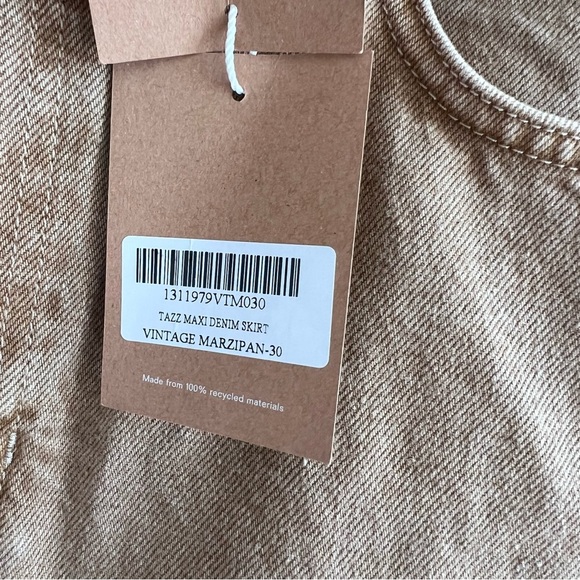 1311979VTM030
TAZZ MAXI DENIM SKIRT
VINTAGE MARZIPAN-30
Made from 100% recycled materials